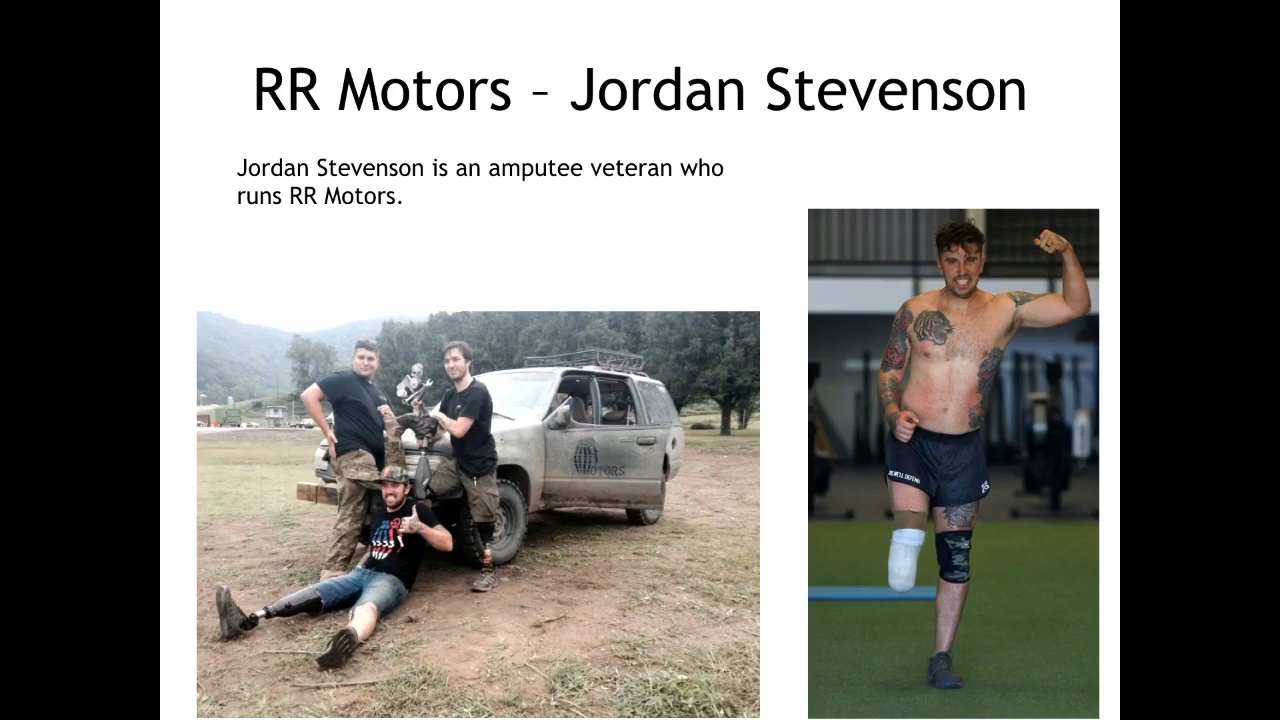 RR Motors – Jordan Stevenson
Jordan Stevenson is an amputee veteran who
runs RR Motors.
MOTORS